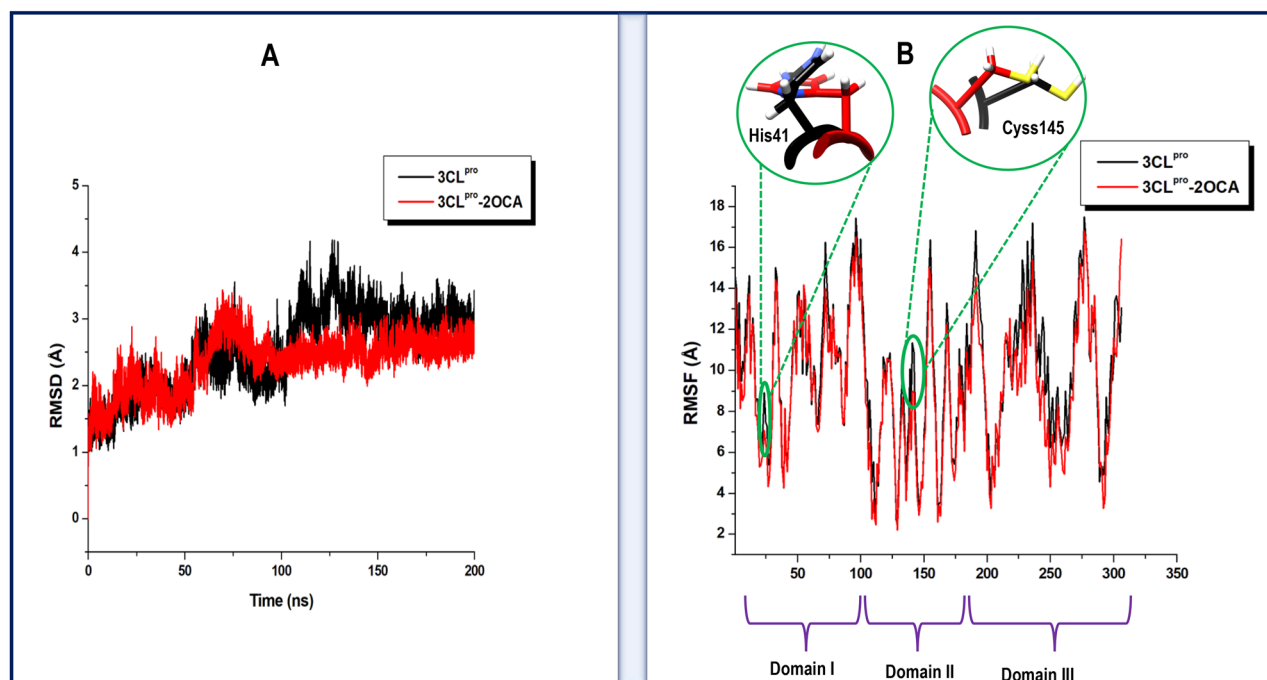 A
3CLpro
3CLpro-2OCA
RMSD (Å)
5
4
3
2
1
0
0 50 100 150 200
Time (ns)
B
His41
Cyss145
3CLpro
3CLpro-2OCA
RMSF (Å)
18
16
14
12
10
8
6
4
2
50 100 150 200 250 300 350
Domain I Domain II Domain III